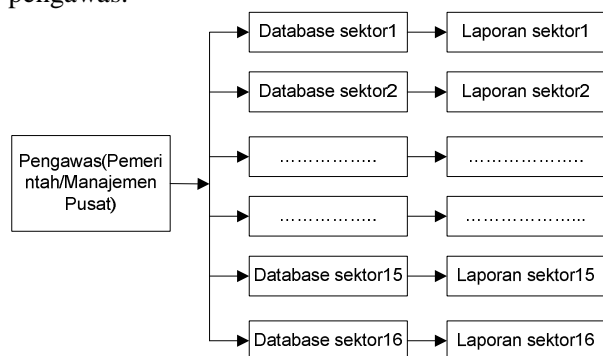 pengawas.
Database sektor1
Laporan sektor1
Database sektor2
Laporan sektor2
Pengawas(Pemeri
ntah/Manajemen
Pusat)
……………..
………………..
……………..
………………...
Database sektor15
Laporan sektor15
Database sektor16
Laporan sektor16